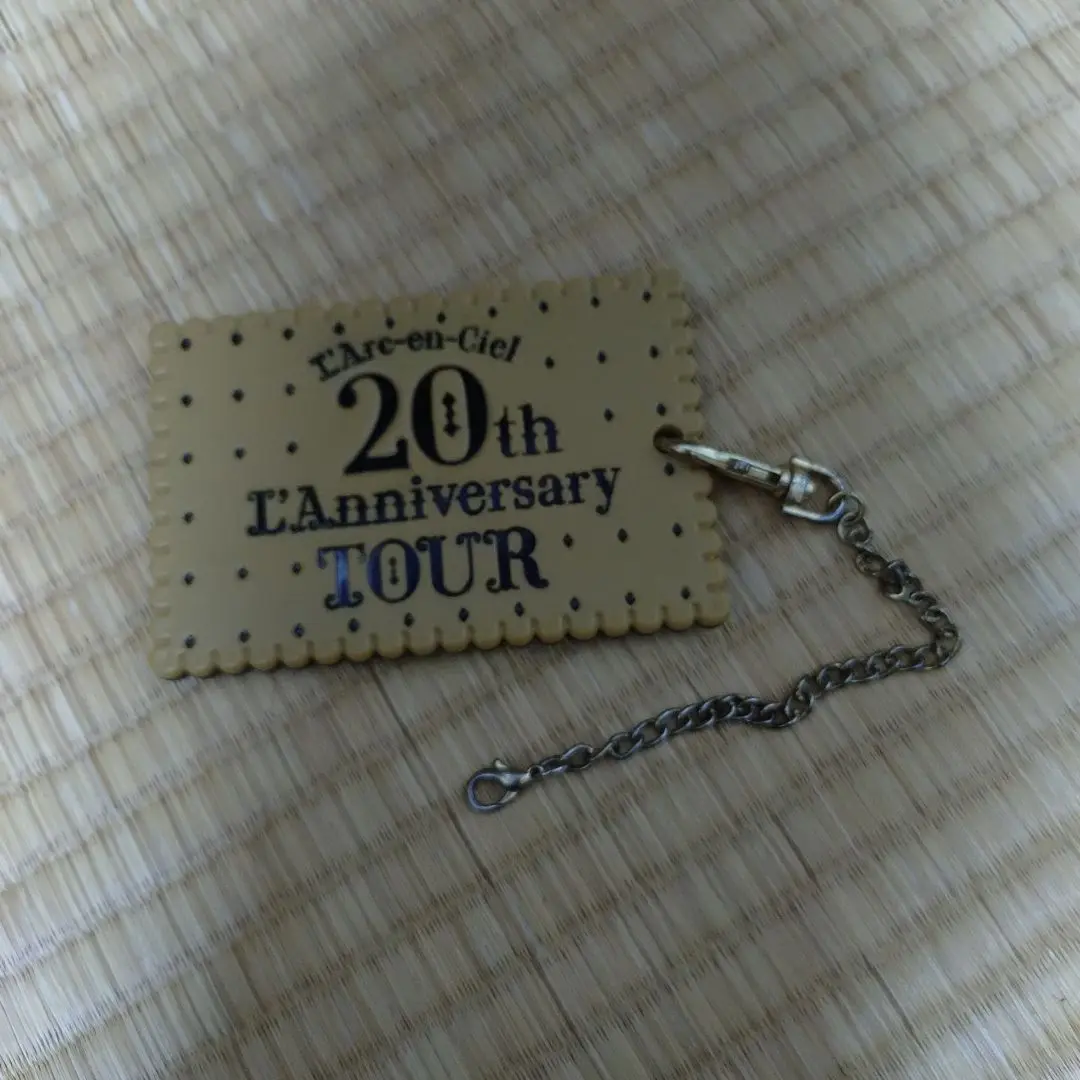 L'Arc-en-Ciel
20th
L'Anniversary
TOUR